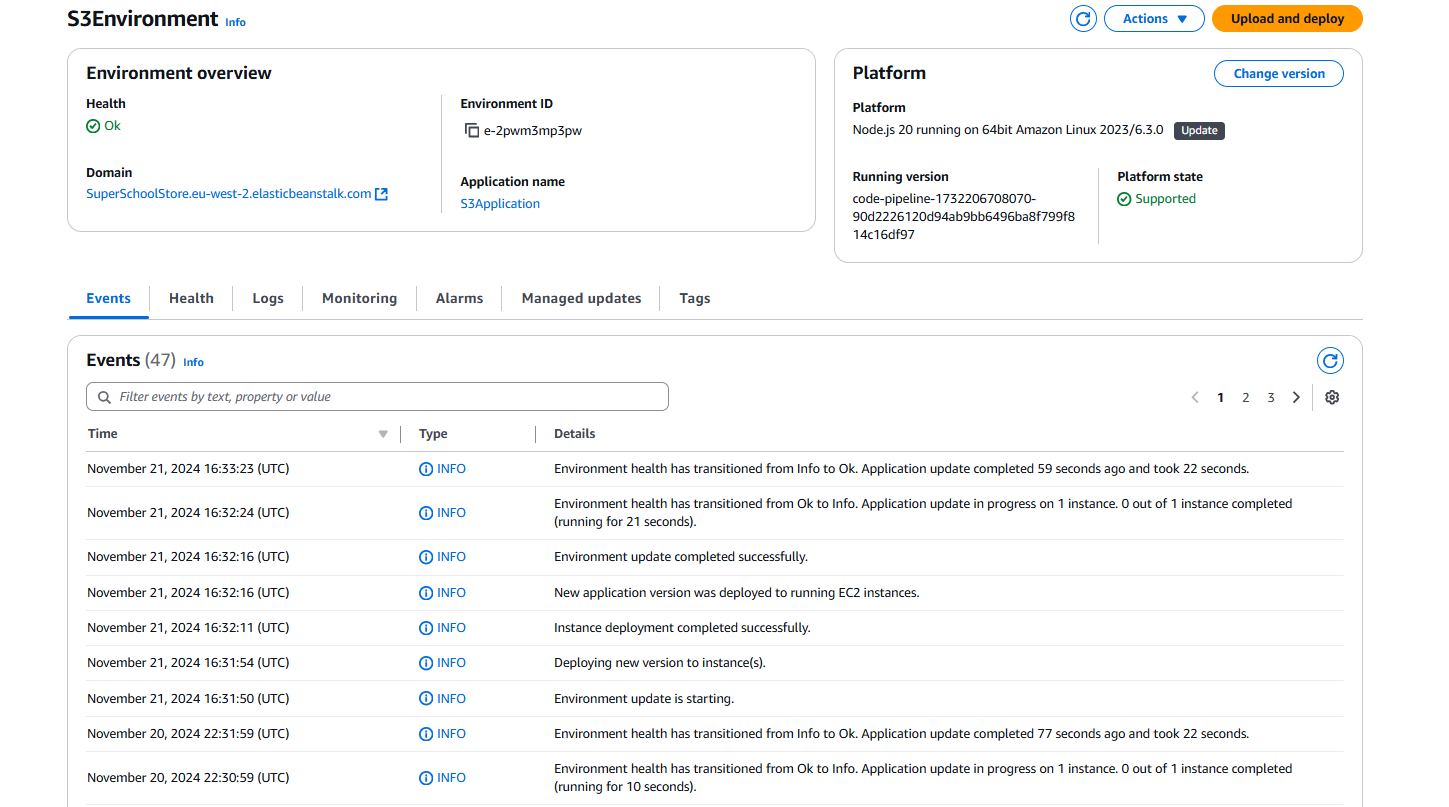 S3Environment Info
Actions
Upload and deploy
Environment overview
Health
Ok
Domain
SuperSchoolStore.eu-west-2.elasticbeanstalk.com
Environment ID
e-2pwm3mp3pw
Application name
S3Application
Platform
Change version
Platform
Node.js 20 running on 64bit Amazon Linux 2023/6.3.0 Update
Running version
code-pipeline-1732206708070-
90d2226120d94ab9bb6496ba8f799f8
14c16df97
Platform state
Supported
Events
Health
Logs
Monitoring
Alarms
Managed updates
Tags
Events (47) Info
Filter events by text, property or value
1 2 3
Time Type Details
November 21, 2024 16:33:23 (UTC) INFO Environment health has transitioned from Info to Ok. Application update completed 59 seconds ago and took 22 seconds.
November 21, 2024 16:32:24 (UTC) INFO Environment health has transitioned from Ok to Info. Application update in progress on 1 instance. 0 out of 1 instance completed
(running for 21 seconds).
November 21, 2024 16:32:16 (UTC) INFO Environment update completed successfully.
November 21, 2024 16:32:16 (UTC) INFO New application version was deployed to running EC2 instances.
November 21, 2024 16:32:11 (UTC) INFO Instance deployment completed successfully.
November 21, 2024 16:31:54 (UTC) INFO Deploying new version to instance(s).
November 21, 2024 16:31:50 (UTC) INFO Environment update is starting.
November 20, 2024 22:31:59 (UTC) INFO Environment health has transitioned from Info to Ok. Application update completed 77 seconds ago and took 22 seconds.
November 20, 2024 22:30:59 (UTC) INFO Environment health has transitioned from Ok to Info. Application update in progress on 1 instance. 0 out of 1 instance completed
(running for 10 seconds).